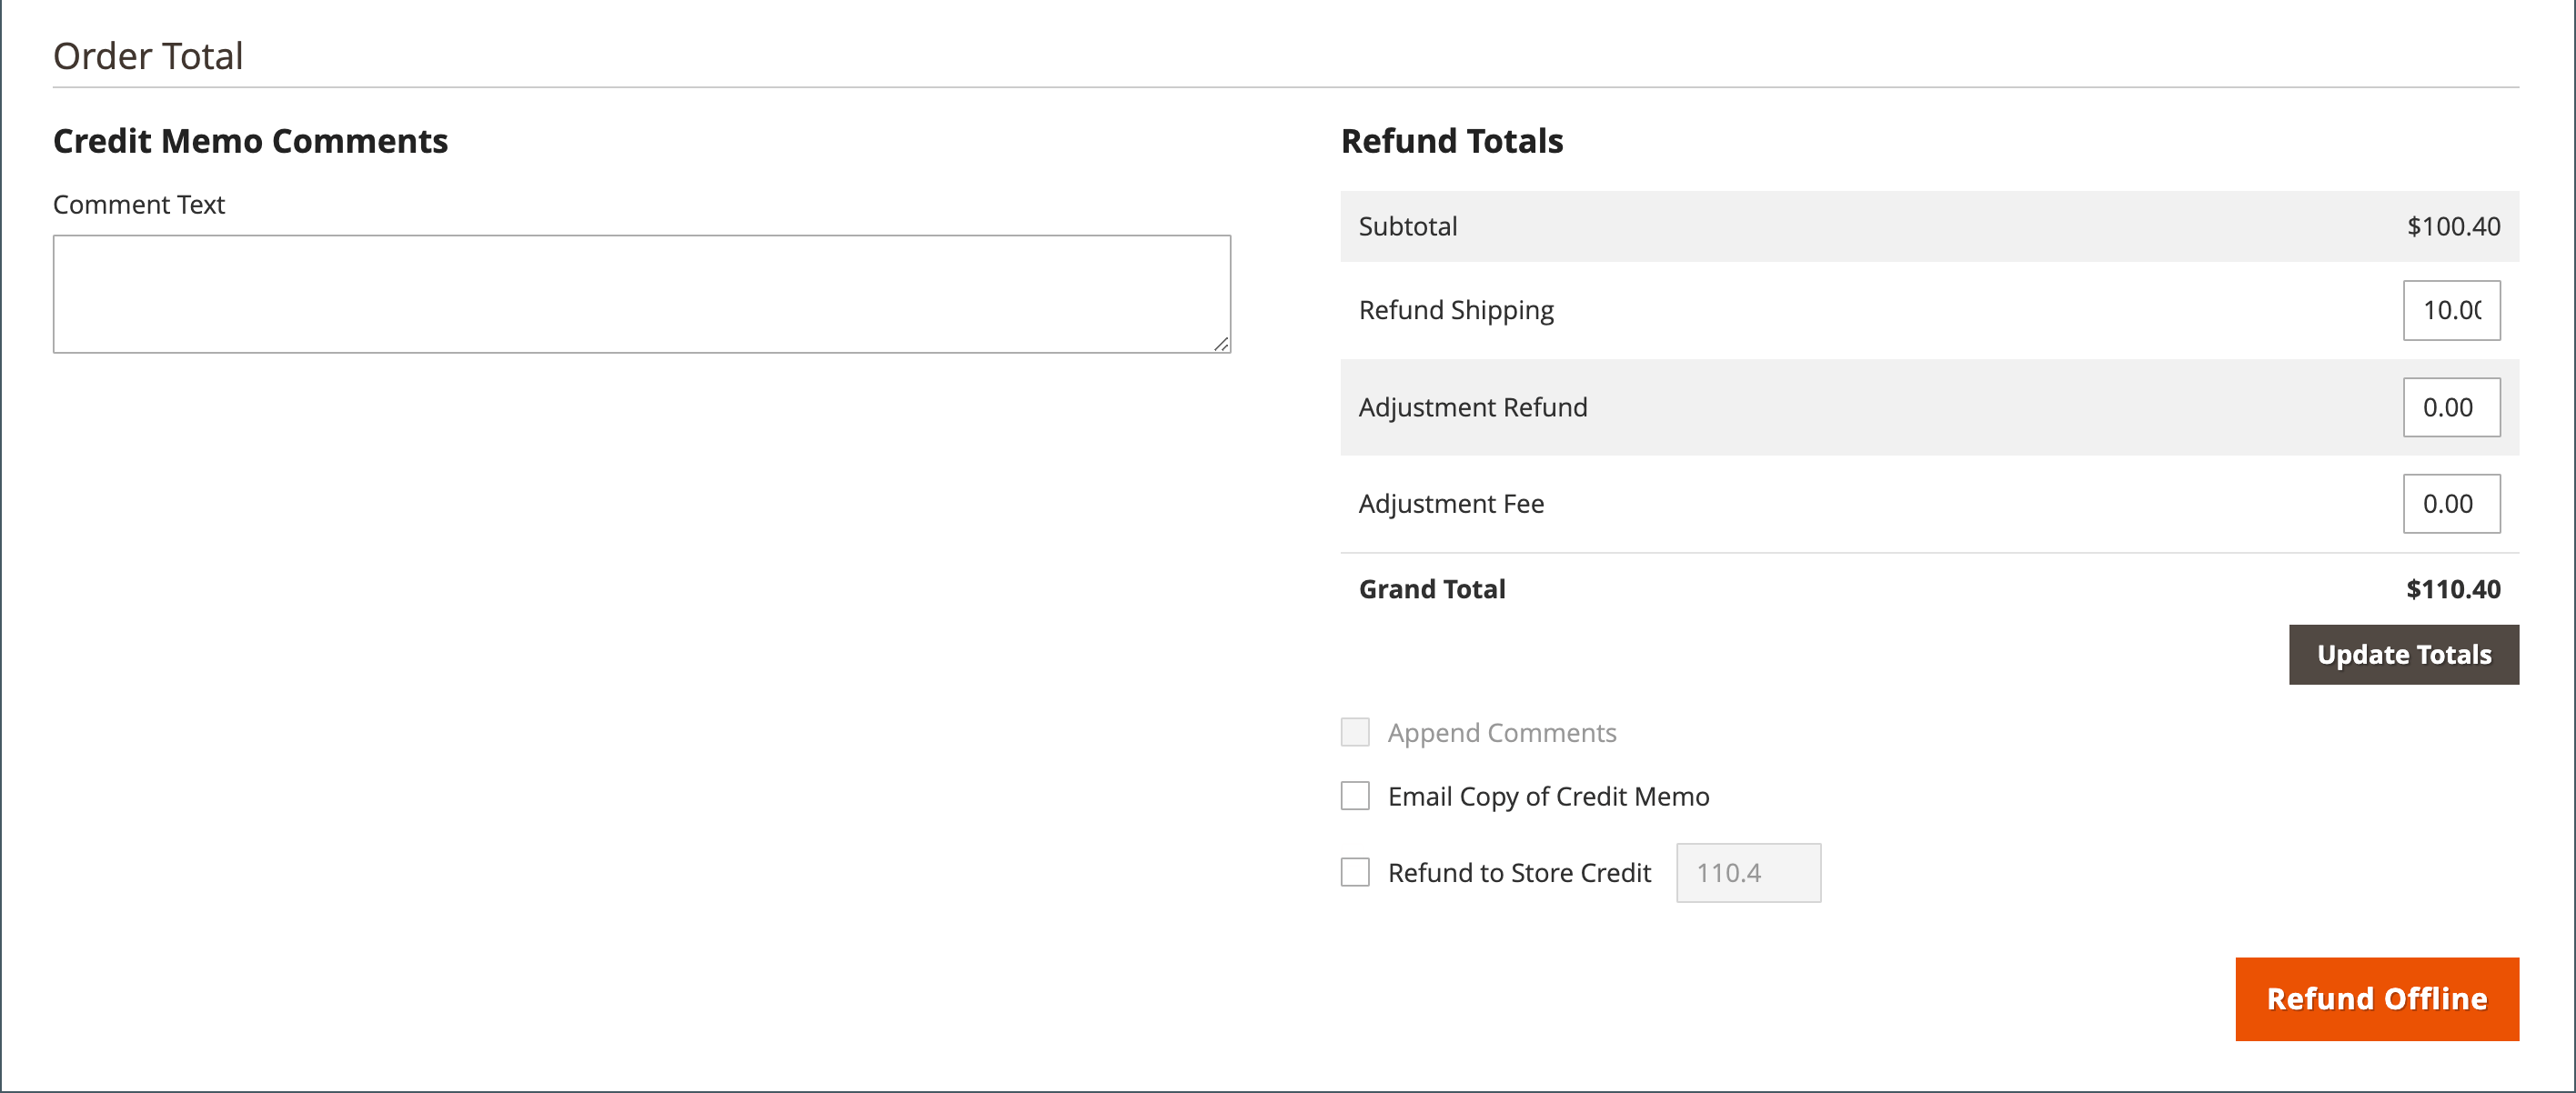 Order Total
Credit Memo Comments
Comment Text
Refund Totals
Subtotal $100.40
Refund Shipping 10.00
Adjustment Refund 0.00
Adjustment Fee 0.00
Grand Total $110.40
Update Totals
Append Comments
Email Copy of Credit Memo
Refund to Store Credit 110.4
Refund Offline